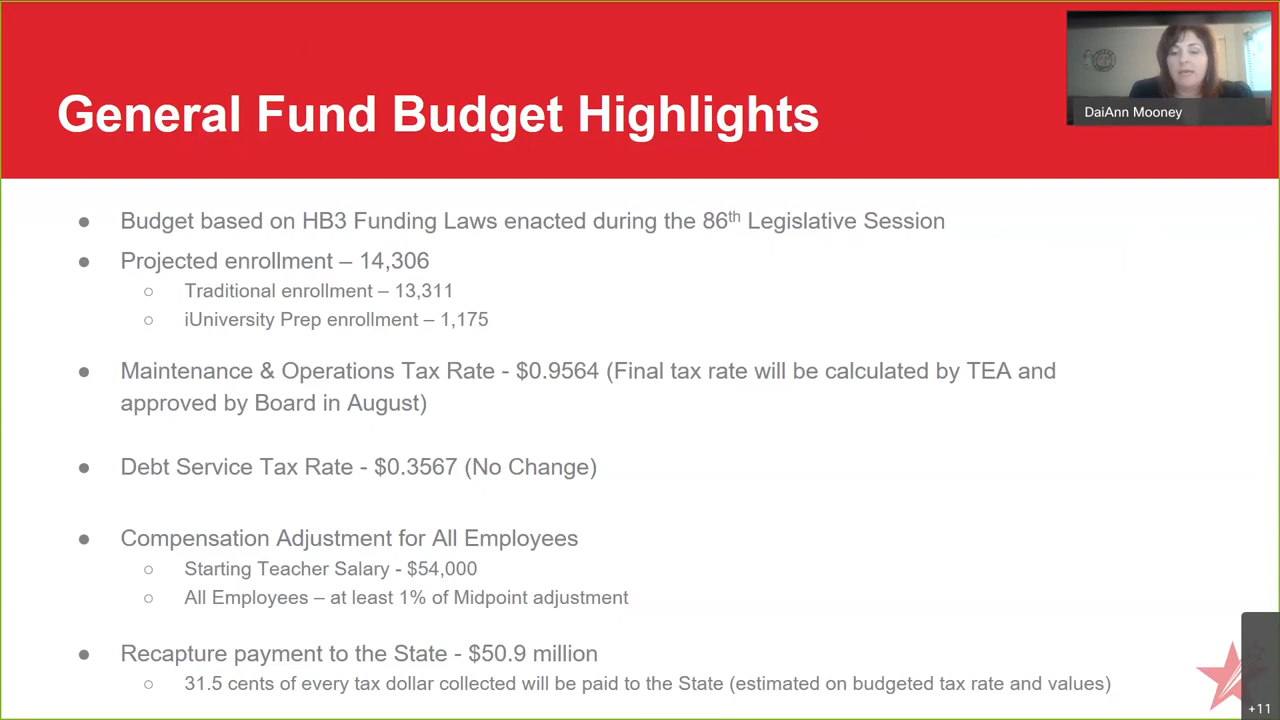 General Fund Budget Highlights
DaiAnn Mooney
● Budget based on HB3 Funding Laws enacted during the 86th Legislative Session
● Projected enrollment – 14,306
○ Traditional enrollment – 13,311
○ iUniversity Prep enrollment – 1,175
● Maintenance & Operations Tax Rate - $0.9564 (Final tax rate will be calculated by TEA and
approved by Board in August)
● Debt Service Tax Rate - $0.3567 (No Change)
● Compensation Adjustment for All Employees
○ Starting Teacher Salary - $54,000
○ All Employees – at least 1% of Midpoint adjustment
● Recapture payment to the State - $50.9 million
○ 31.5 cents of every tax dollar collected will be paid to the State (estimated on budgeted tax rate and values)
+11